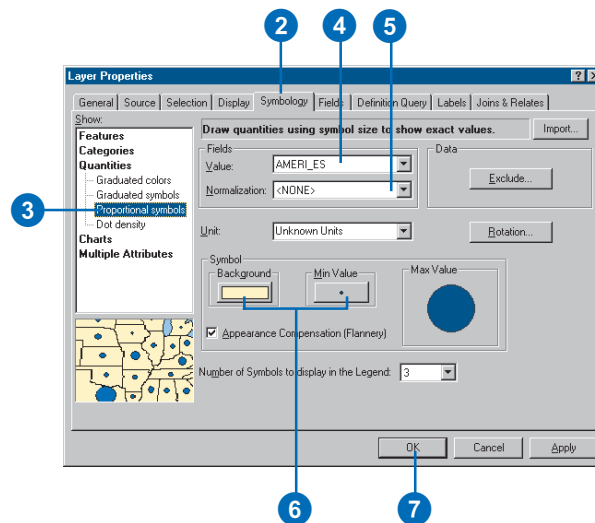 2
4
5
Layer Properties
General Source Selection Display Symbology Fields Definition Query Labels Joins & Relates
Show:
Features
Categories
Quantities
Graduated colors
Graduated symbols
Proportional symbols
Dot density
Charts
Multiple Attributes
3
Draw quantities using symbol size to show exact values.
Import...
Fields
Value: AMERI_ES
Normalization: <NONE>
Data
Exclude...
Unit: Unknown Units
Rotation...
Symbol
Background
Min Value
Max Value
Appearance Compensation (Flannery)
Number of Symbols to display in the Legend: 3
OK Cancel Apply
6
7